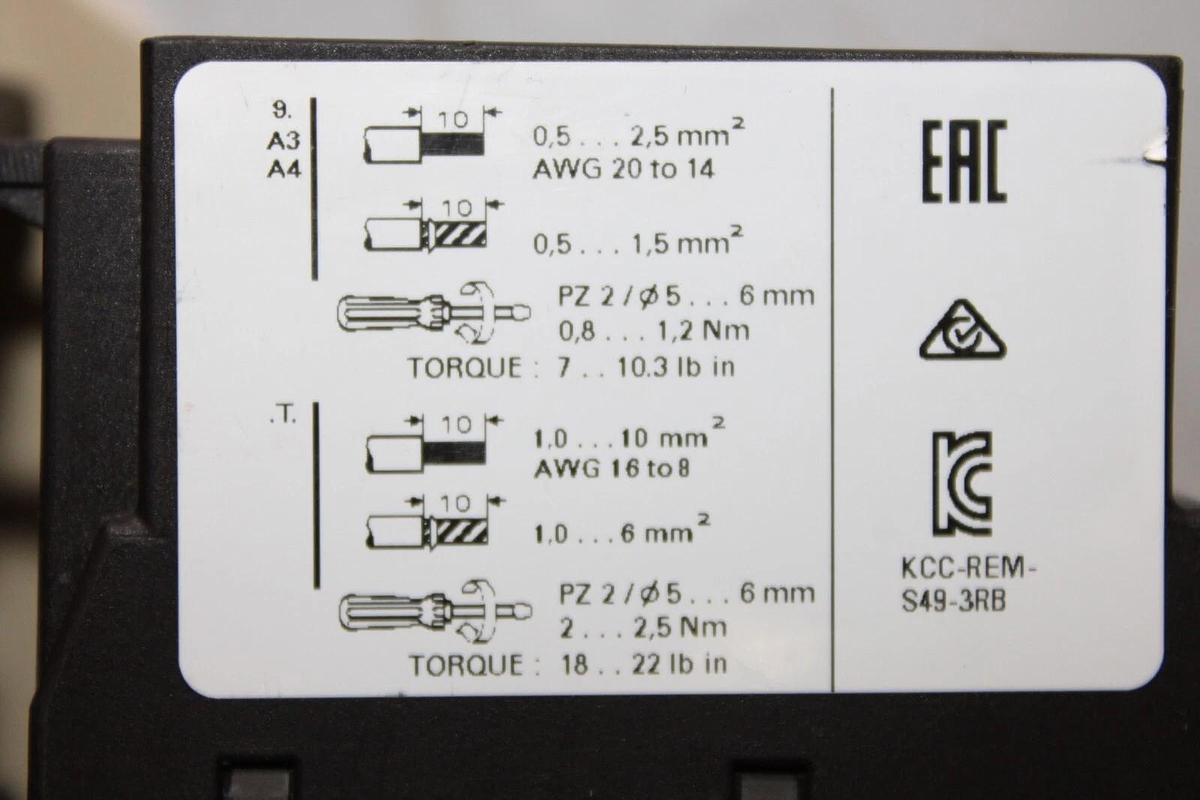 9.
A3
A4
10
0,5 . . . 2,5 mm²
AWG 20 to 14
10
0,5 . . . 1,5 mm²
PZ 2 / ϕ 5 . . . 6 mm
0,8 . . . 1,2 Nm
TORQUE : 7 . . 10.3 lb in
.T.
10
1,0 . . . 10 mm²
AWG 16 to 8
10
1,0 . . . 6 mm²
PZ 2 / ϕ 5 . . . 6 mm
2 . . . 2,5 Nm
TORQUE : 18 . . 22 lb in
EAC
KC
KCC-REM-
S49-3RB